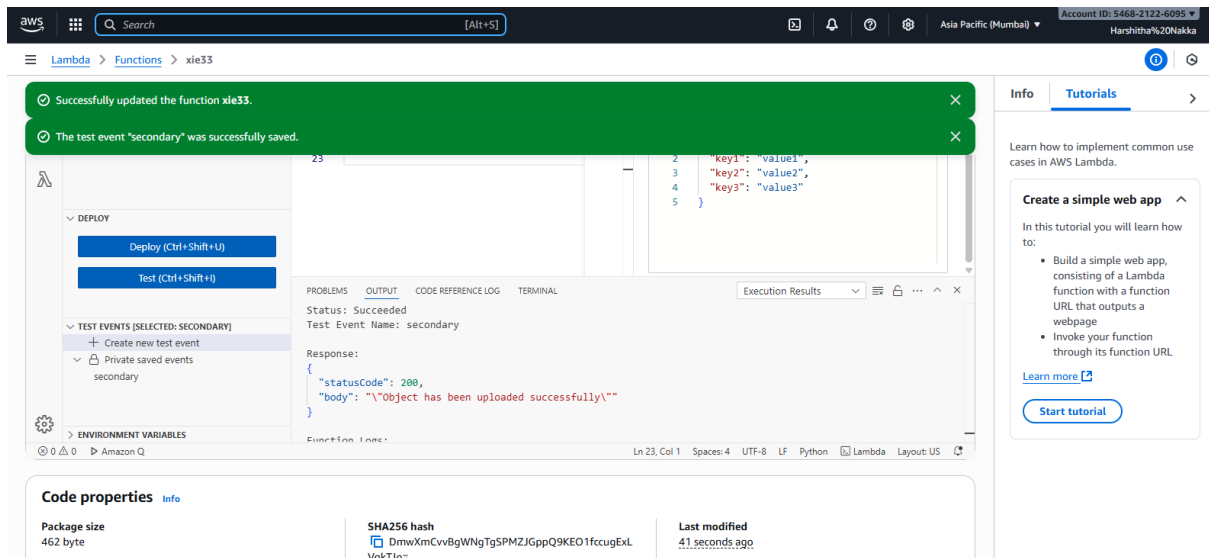 aws
Search
[Alt+S]
Asia Pacific (Mumbai) ▼
Account ID: 5468-2122-6095 ▼
Harshitha%20Nakka
Lambda > Functions > xie33
Successfully updated the function xie33.
The test event "secondary" was successfully saved.
DEPLOY
Deploy (Ctrl+Shift+U)
Test (Ctrl+Shift+I)
TEST EVENTS [SELECTED: SECONDARY]
Create new test event
Private saved events
secondary
ENVIRONMENT VARIABLES
23
2 "key1": "value1",
3 "key2": "value2",
4 "key3": "value3"
5 }
PROBLEMS OUTPUT CODE REFERENCE LOG TERMINAL
Execution Results
Status: Succeeded
Test Event Name: secondary
Response:
{
"statusCode": 200,
"body": "\"Object has been uploaded successfully\""
}
Function Logs:
0 0 Amazon Q
Ln 23, Col 1 Spaces: 4 UTF-8 LF Python Lambda Layout: US
Code properties Info
Package size
462 byte
SHA256 hash
DmwXmCvvBgWNgTgSPMZJGppQ9KEO1fccugExL
Last modified
41 seconds ago
Info
Tutorials
Learn how to implement common use
cases in AWS Lambda.
Create a simple web app
In this tutorial you will learn how
to:
• Build a simple web app,
consisting of a Lambda
function with a function
URL that outputs a
webpage
• Invoke your function
through its function URL
Learn more
Start tutorial